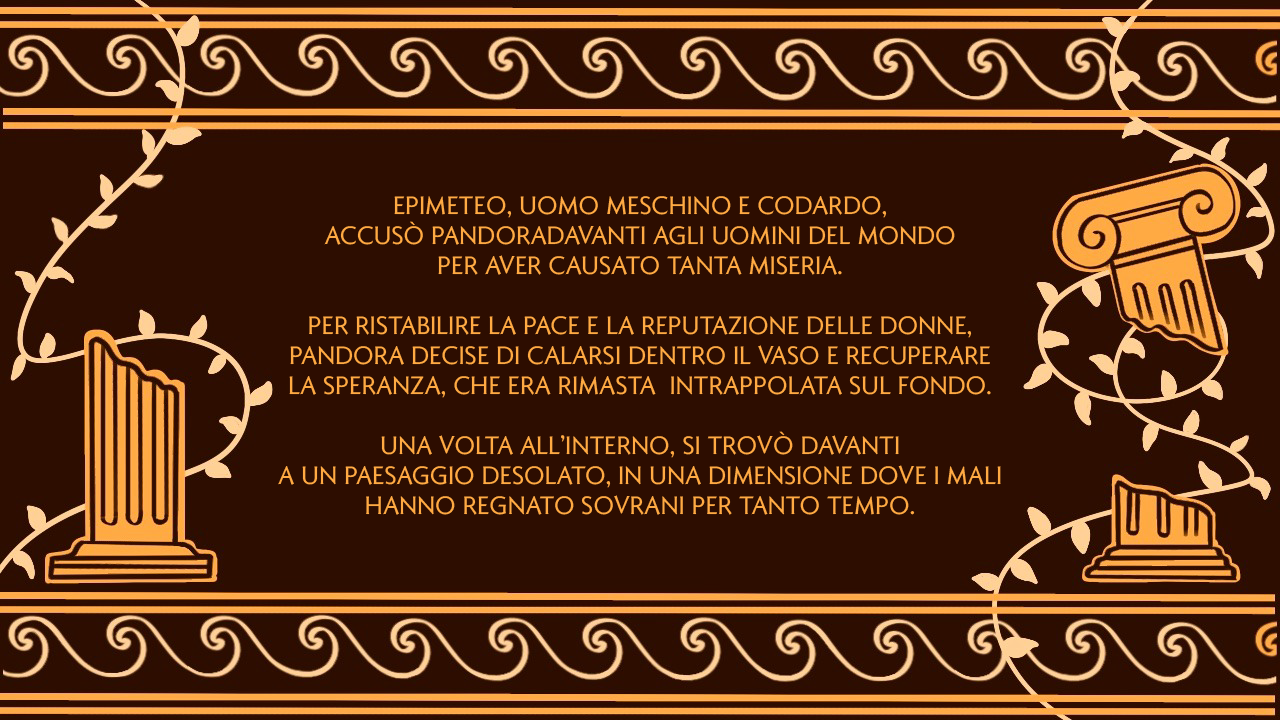 EPIMETEO, UOMO MESCHINO E CODARDO,
ACCUSÒ PANDORADAVANTI AGLI UOMINI DEL MONDO
PER AVER CAUSATO TANTA MISERIA.
PER RISTABILIRE LA PACE E LA REPUTAZIONE DELLE DONNE,
PANDORA DECISE DI CALARSI DENTRO IL VASO E RECUPERARE
LA SPERANZA, CHE ERA RIMASTA  INTRAPPOLATA SUL FONDO.
UNA VOLTA ALL’INTERNO, SI TROVÒ DAVANTI
A UN PAESAGGIO DESOLATO, IN UNA DIMENSIONE DOVE I MALI
HANNO REGNATO SOVRANI PER TANTO TEMPO.